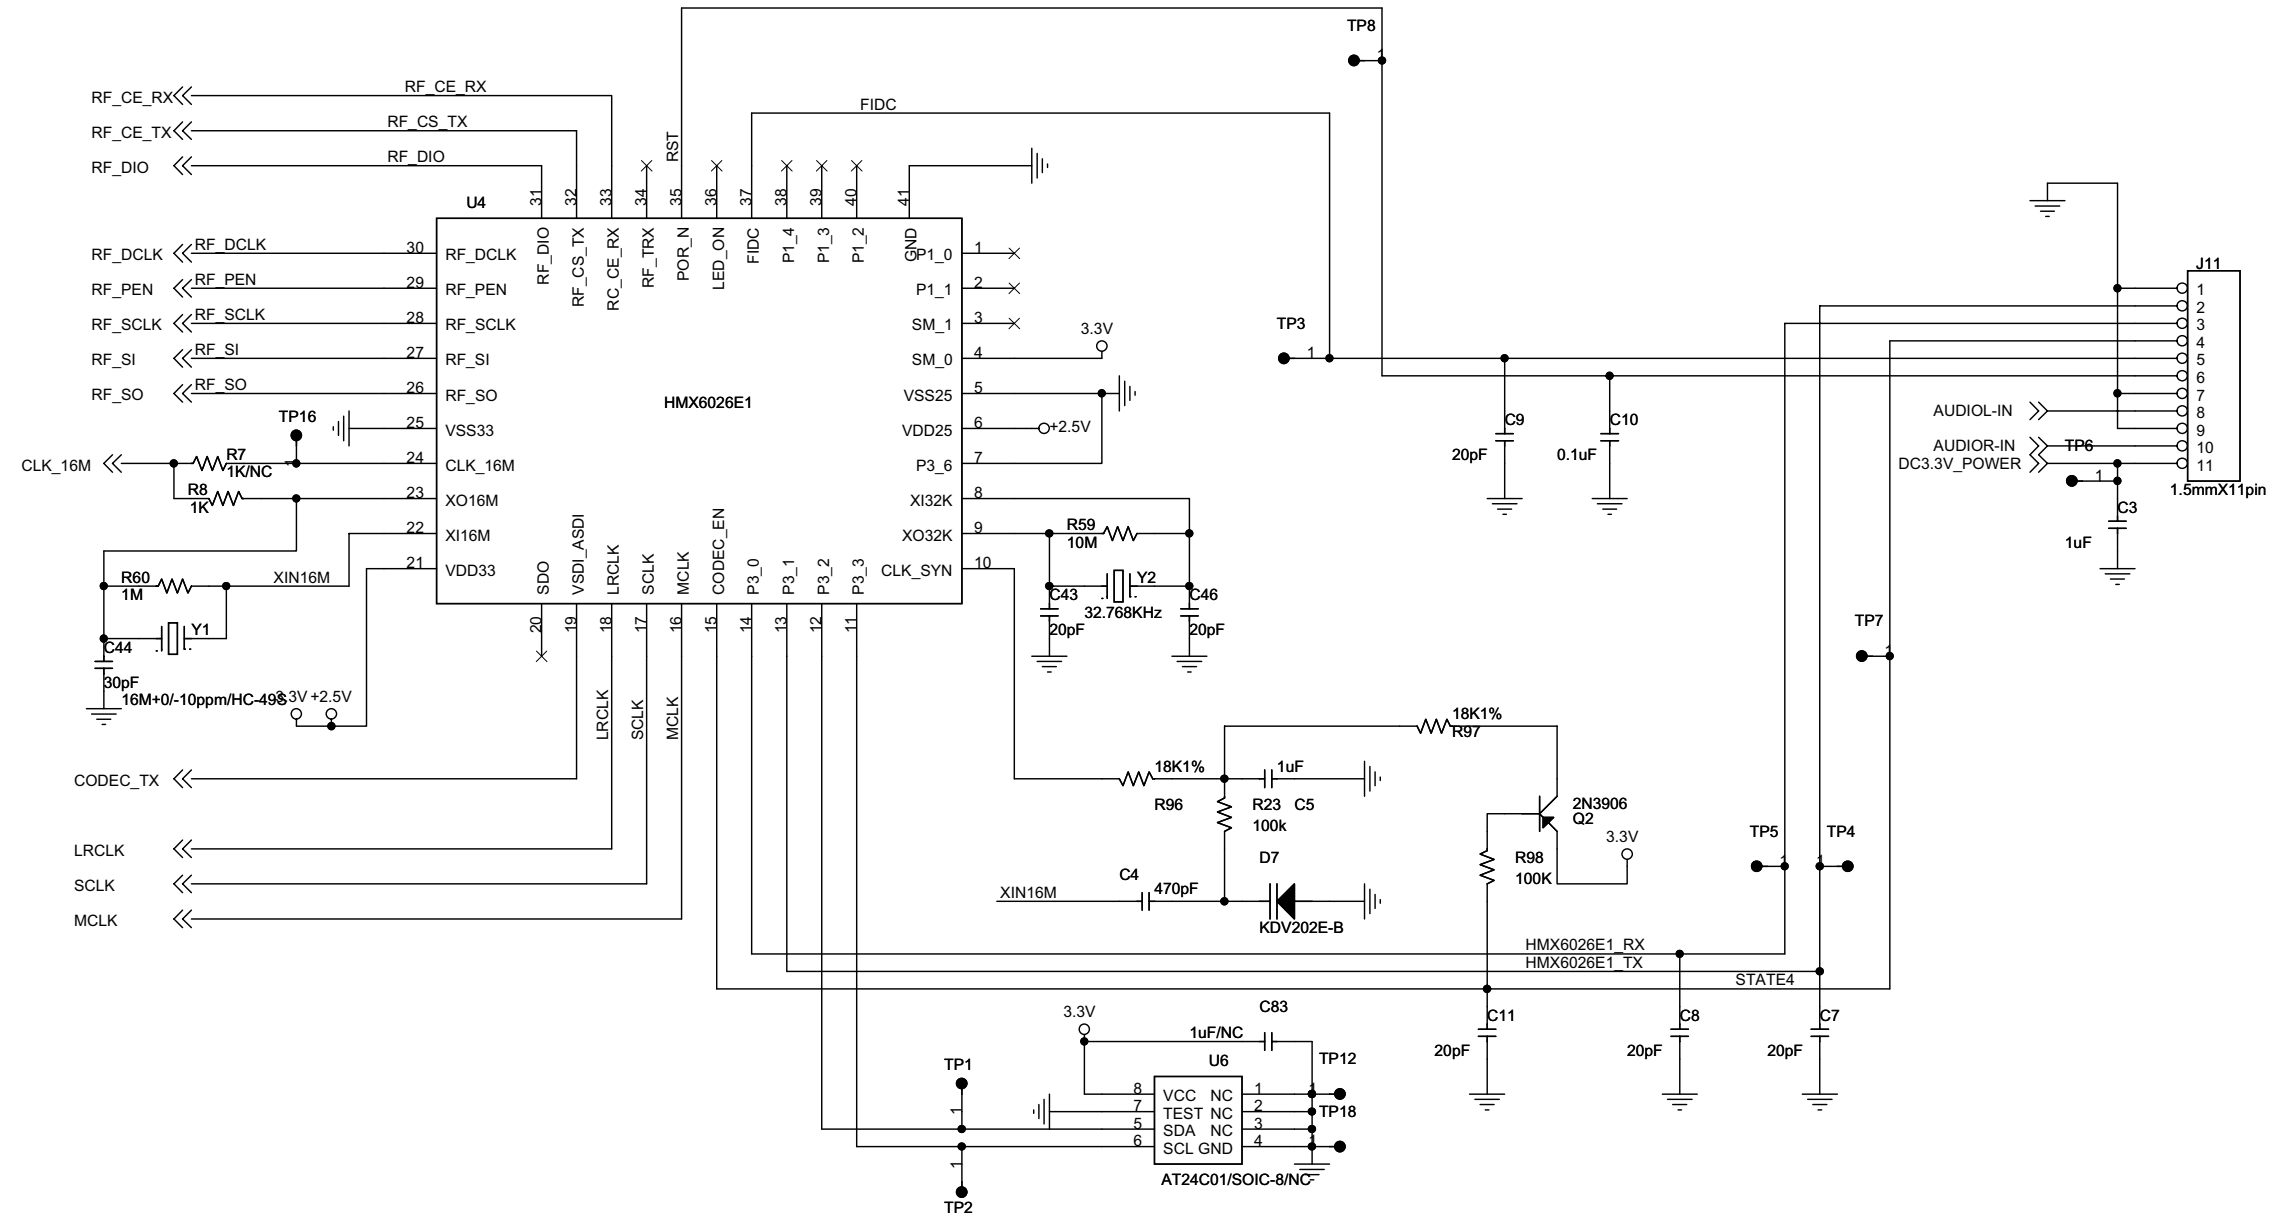 TP8
1
RF_CE_RX
RF_CE_RX
FIDC
RF_CE_TX
RF_CS_TX
RST
RF_DIO
RF_DIO
31
32
33
34
35
36
37
38
39
40
41
U4
RF_DIO
RF_CS_TX
RC_CE_RX
RF_TRX
POR_N
LED_ON
FIDC
P1_4
P1_3
P1_2
GND
RF_DCLK
RF_DCLK
30
RF_DCLK
P1_0
1
RF_PEN
RF_PEN
29
RF_PEN
P1_1
2
RF_SCLK
RF_SCLK
28
RF_SCLK
SM_1
3
RF_SI
RF_SI
27
RF_SI
SM_0
4
3.3V
RF_SO
RF_SO
26
RF_SO
VSS25
5
HMX6026E1
TP16
25
VSS33
VDD25
6
+2.5V
CLK_16M
R7
1K/NC
24
CLK_16M
P3_6
7
R8
1K
23
XO16M
XI32K
8
22
XI16M
XO32K
9
R59
10M
R60
1M
XIN16M
21
VDD33
CLK_SYN
10
SDO
VSDI_ASDI
LRCLK
SCLK
MCLK
CODEC_EN
P3_0
P3_1
P3_2
P3_3
20
19
18
17
16
15
14
13
12
11
Y1
C44
30pF
16M+0/-10ppm/HC-49S
3.3V
+2.5V
C43
20pF
Y2
32.768KHz
C46
20pF
LRCLK
SCLK
MCLK
TP3
1
C9
20pF
C10
0.1uF
J11
1
2
3
4
5
6
7
8
9
10
11
1.5mmX11pin
AUDIOL-IN
AUDIOR-IN
TP6
DC3.3V_POWER
1
C3
1uF
TP7
1
CODEC_TX
LRCLK
SCLK
MCLK
18K1%
R97
18K1%
R96
1uF
C5
R23
100k
2N3906
Q2
3.3V
R98
100K
D7
KDV202E-B
C4
470pF
XIN16M
TP5
1
TP4
1
HMX6026E1_RX
HMX6026E1_TX
STATE4
C11
20pF
C8
20pF
C7
20pF
3.3V
C83
1uF/NC
U6
TP12
TP1
1
8
VCC
NC
1
1
7
TEST
NC
2
TP18
5
SDA
NC
3
6
SCL
GND
4
1
AT24C01/SOIC-8/NC
1
TP2